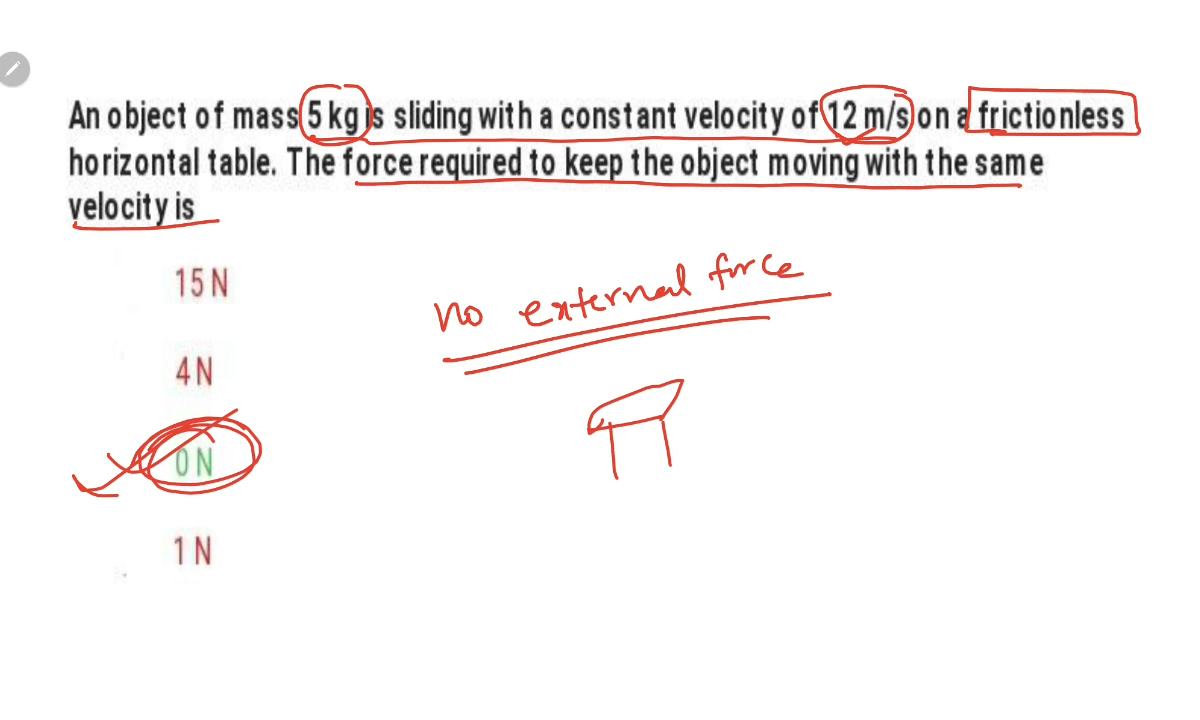 An object of mass 5 kg is sliding with a constant velocity of 12 m/s on a frictionless
horizontal table. The force required to keep the object moving with the same
velocity is
15 N
no external force
4 N
0 N
1 N